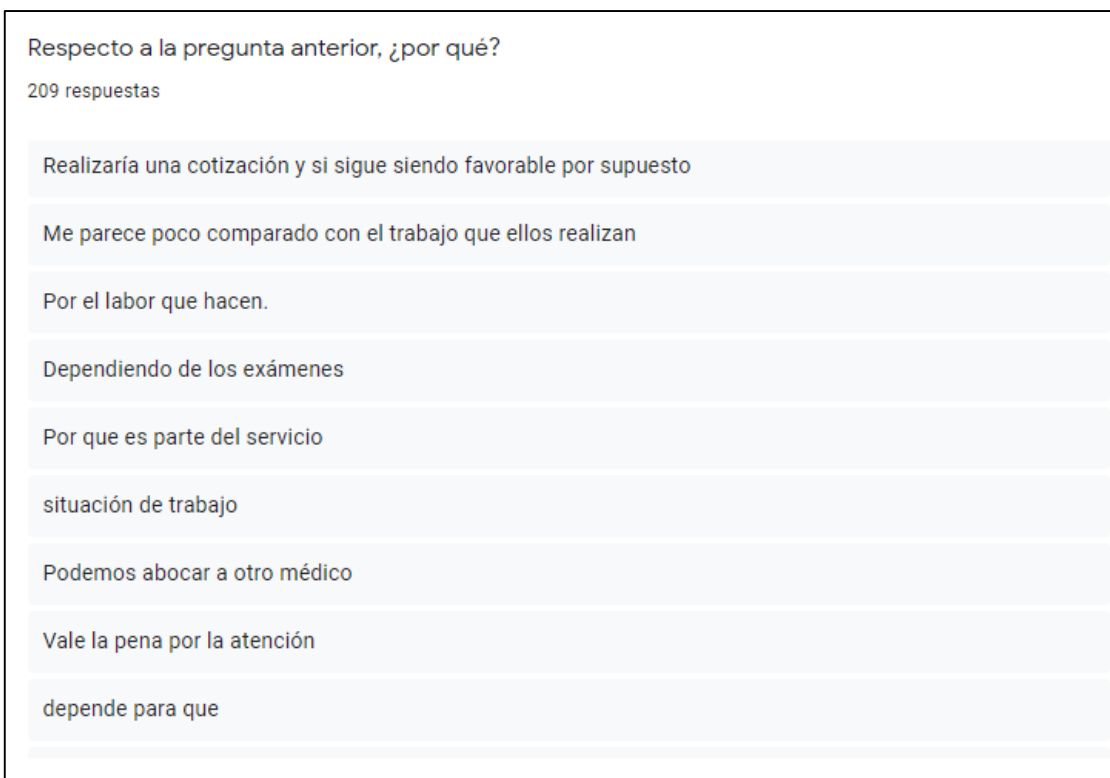 Respecto a la pregunta anterior, ¿por qué?
209 respuestas
Realizaría una cotización y si sigue siendo favorable por supuesto
Me parece poco comparado con el trabajo que ellos realizan
Por el labor que hacen.
Dependiendo de los exámenes
Por que es parte del servicio
situación de trabajo
Podemos abocar a otro médico
Vale la pena por la atención
depende para que